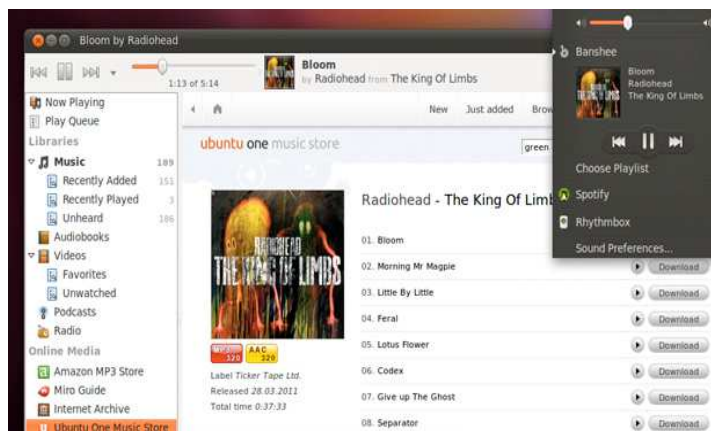 Bloom by Radiohead
Bloom
by Radiohead from The King Of Limbs
1:13 of 5:14
Now Playing
Play Queue
Libraries
Music 189
Recently Added 151
Recently Played 3
Unheard 186
Audiobooks
Videos
Favorites
Unwatched
Podcasts
Radio
Online Media
Amazon MP3 Store
Miro Guide
Internet Archive
Ubuntu One Music Store
New Just added
ubuntu one music store
green
RADIOHEAD
THE KING OF LIMBS
MP3 320
AAC 320
Label Ticker Tape Ltd.
Released 28.03.2011
Total time 0:37:33
Radiohead - The King Of
01. Bloom
02. Morning Mr Magpie Download
03. Little By Little Download
04. Feral Download
05. Lotus Flower Download
06. Codex Download
07. Give up The Ghost Download
08. Separator Download
Banshee
Bloom
Radiohead
The King Of Limbs
Choose Playlist
Spotify
Rhythmbox
Sound Preferences...